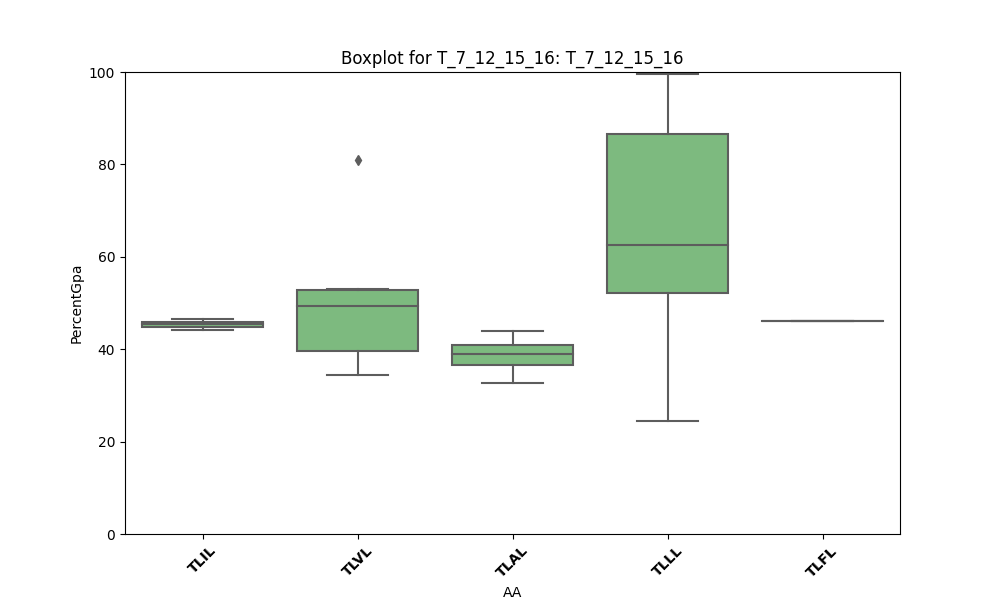 Boxplot for T_7_12_15_16: T_7_12_15_16
100
80
60
40
20
0
PercentGpa
TLIL
TLVL
TLAL
TLLL
TLFL
AA